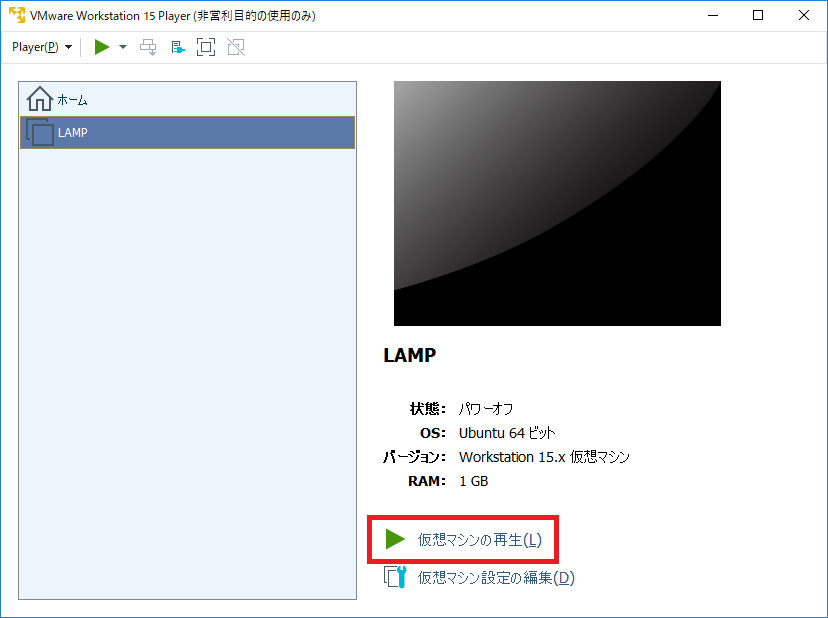 VMware Workstation 15 Player (非営利目的の使用のみ)
Player(P)
ホーム
LAMP
LAMP
状態: パワーオフ
OS: Ubuntu 64 ビット
バージョン: Workstation 15.x 仮想マシン
RAM: 1 GB
仮想マシンの再生(L)
仮想マシン設定の編集(D)